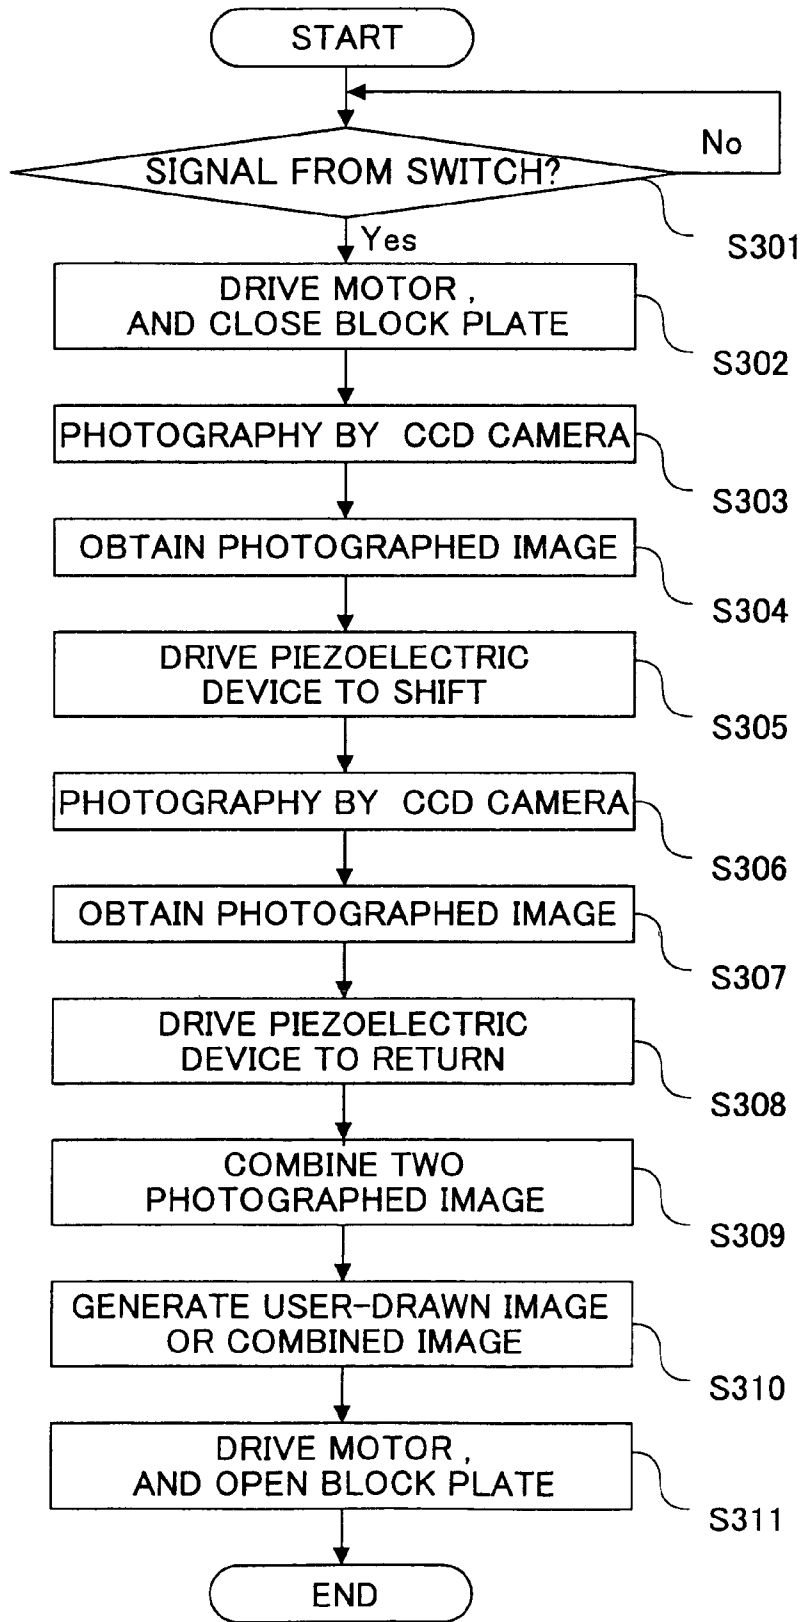 START
No
SIGNAL FROM SWITCH?
S301
Yes
DRIVE MOTOR ,
AND CLOSE BLOCK PLATE
S302
PHOTOGRAPHY BY CCD CAMERA
S303
OBTAIN PHOTOGRAPHED IMAGE
S304
DRIVE PIEZOELECTRIC
DEVICE TO SHIFT
S305
PHOTOGRAPHY BY CCD CAMERA
S306
OBTAIN PHOTOGRAPHED IMAGE
S307
DRIVE PIEZOELECTRIC
DEVICE TO RETURN
S308
COMBINE TWO
PHOTOGRAPHED IMAGE
S309
GENERATE USER-DRAWN IMAGE
OR COMBINED IMAGE
S310
DRIVE MOTOR ,
AND OPEN BLOCK PLATE
S311
END